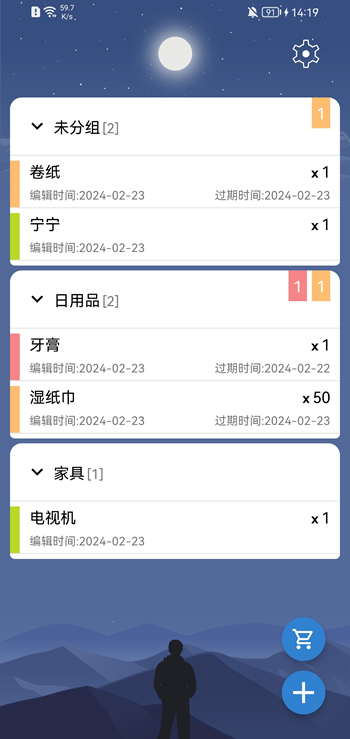 59.7
K/s
91
14:19
1
未分组[2]
卷纸 x 1
编辑时间:2024-02-23 过期时间:2024-02-23
宁宁 x 1
编辑时间:2024-02-23
1 1
日用品[2]
牙膏 x 1
编辑时间:2024-02-23 过期时间:2024-02-22
湿纸巾 x 50
编辑时间:2024-02-23 过期时间:2024-02-23
家具[1]
电视机 x 1
编辑时间:2024-02-23